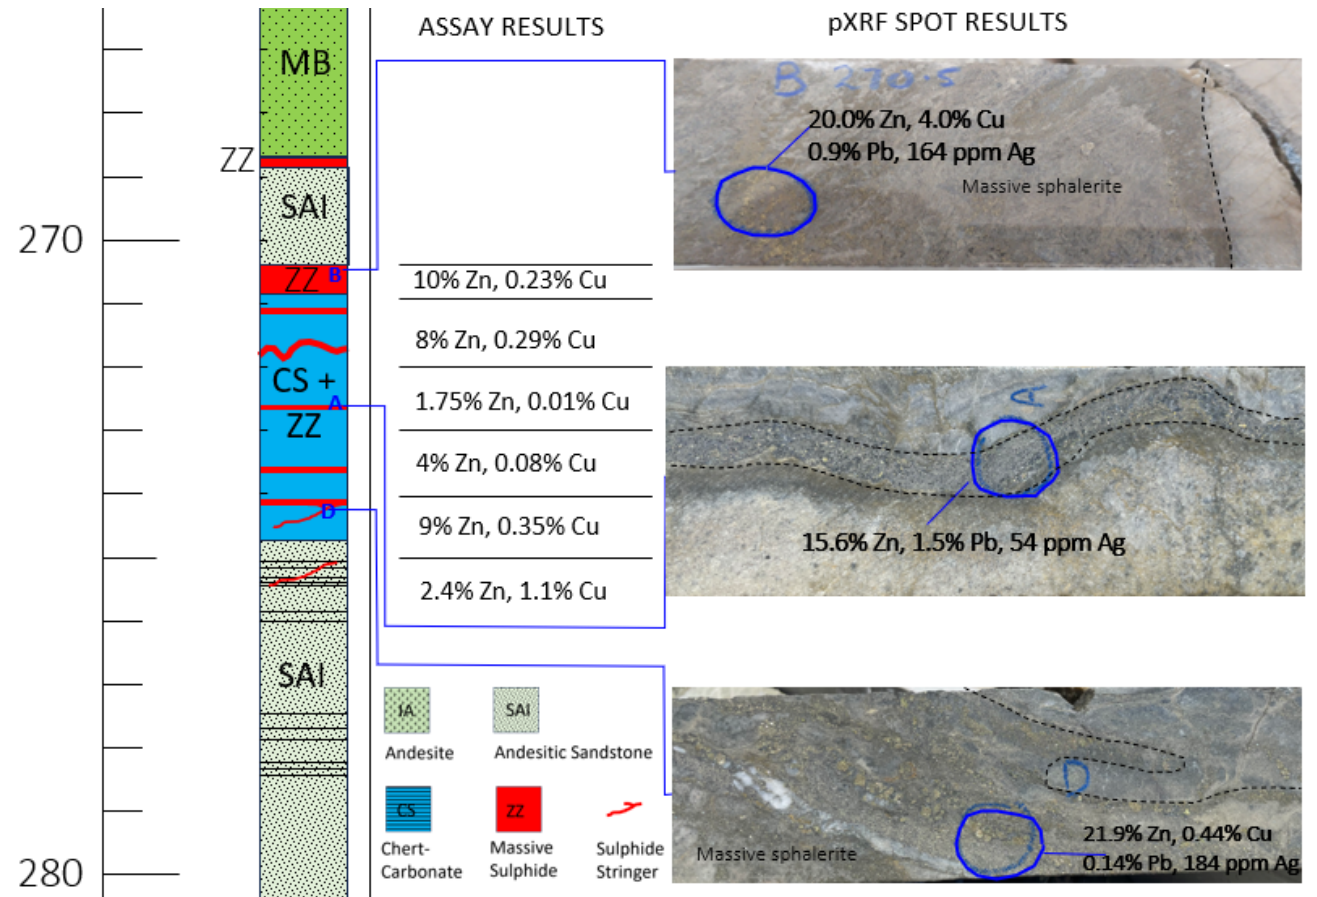 ASSAY RESULTS
pXRF SPOT RESULTS
MB
ZZ
SAI
270
ZZ B
CS +
A
ZZ
D
SAI
280
10% Zn, 0.23% Cu
8% Zn, 0.29% Cu
1.75% Zn, 0.01% Cu
4% Zn, 0.08% Cu
9% Zn, 0.35% Cu
2.4% Zn, 1.1% Cu
B 270.5
20.0% Zn, 4.0% Cu
0.9% Pb, 164 ppm Ag
Massive sphalerite
A
15.6% Zn, 1.5% Pb, 54 ppm Ag
D
21.9% Zn, 0.44% Cu
0.14% Pb, 184 ppm Ag
Massive sphalerite
IA
Andesite
SAI
Andesitic Sandstone
CS
Chert-
Carbonate
ZZ
Massive
Sulphide
Sulphide
Stringer